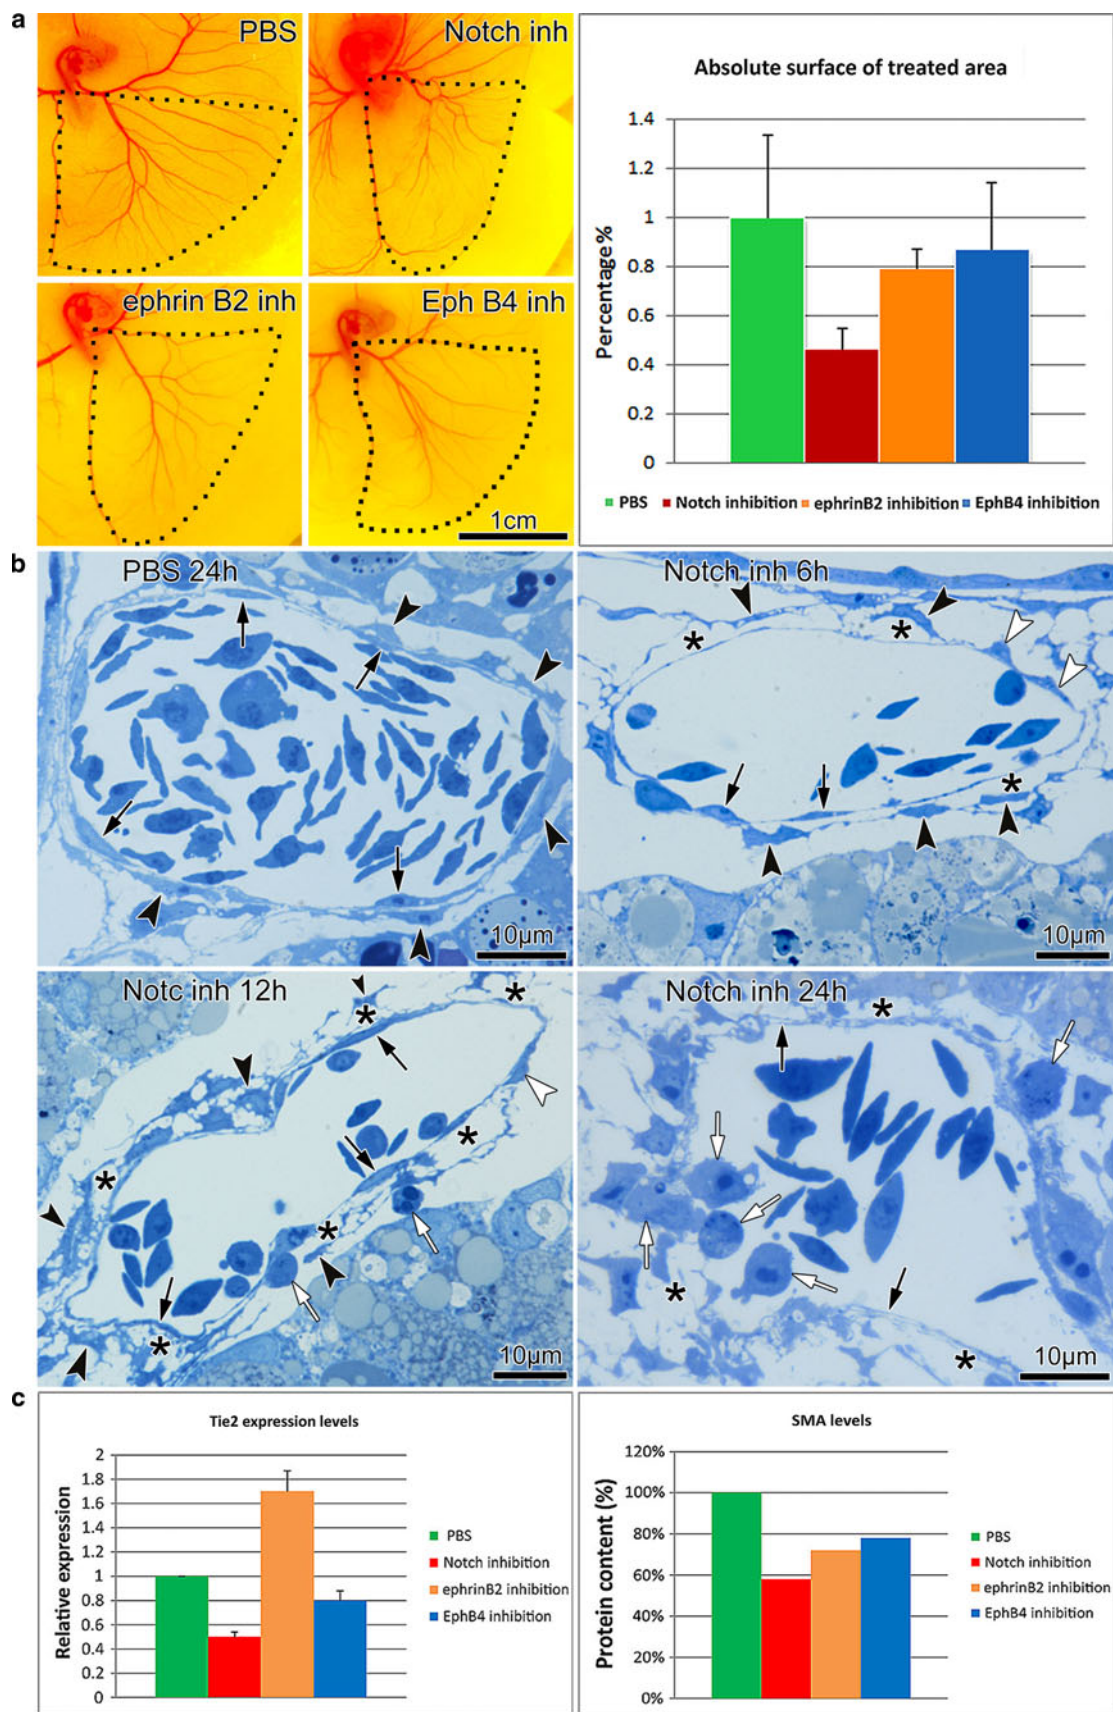 a
PBS
Notch inh
ephrin B2 inh
Eph B4 inh
1cm
Absolute surface of treated area
Percentage %
1.4
1.2
1
0.8
0.6
0.4
0.2
0
PBS Notch inhibition ephrinB2 inhibition EphB4 inhibition
b
PBS 24h
10µm
Notch inh 6h
10µm
Notc inh 12h
10µm
Notch inh 24h
10µm
c
Tie2 expression levels
Relative expression
2
1.8
1.6
1.4
1.2
1
0.8
0.6
0.4
0.2
0
PBS
Notch inhibition
ephrinB2 inhibition
EphB4 inhibition
SMA levels
Protein content (%)
120%
100%
80%
60%
40%
20%
0%
PBS
Notch inhibition
ephrinB2 inhibition
EphB4 inhibition